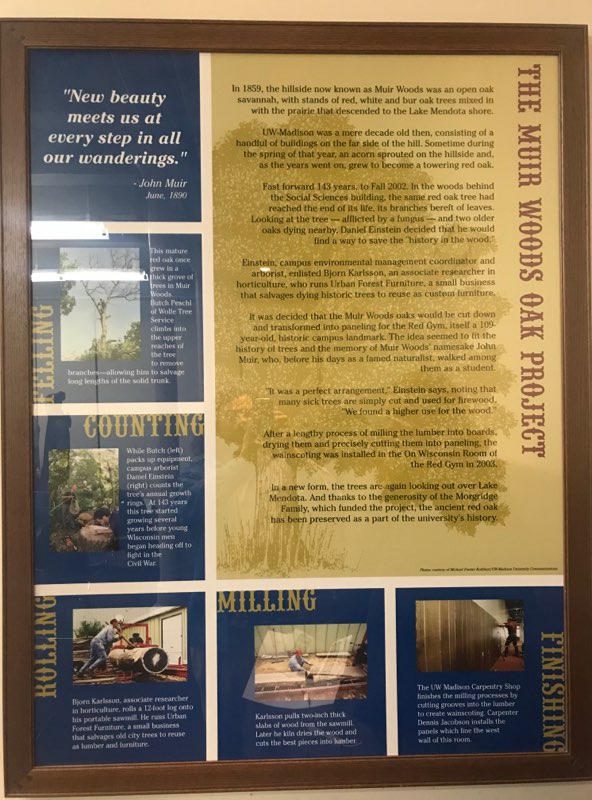 "New beauty
meets us at
every step in all
our wanderings."
- John Muir
June, 1890
THE MUIR WOODS OAK PROJECT
In 1859, the hillside now known as Muir Woods was an open oak
savannah, with stands of red, white and bur oak trees mixed in
with the prairie that descended to the Lake Mendota shore.
UW-Madison was a mere decade old then, consisting of a
handful of buildings on the far side of the hill. Sometime during
the spring of that year, an acorn sprouted on the hillside and,
as the years went on, grew to become a towering red oak.
Fast forward 143 years, to Fall 2002. In the woods behind
the Social Sciences building, the same red oak tree had
reached the end of its life, its branches bereft of leaves.
Looking at the tree — afflicted by a fungus — and two older
oaks dying nearby, Daniel Einstein decided that he would
find a way to save the "history in the wood."
Einstein, campus environmental management coordinator and
arborist, enlisted Bjorn Karlsson, an associate researcher in
horticulture, who runs Urban Forest Furniture, a small business
that salvages dying historic trees to reuse as custom furniture.
It was decided that the Muir Woods oaks would be cut down
and transformed into paneling for the Red Gym, itself a 109-
year-old, historic campus landmark. The idea seemed to fit the
history of trees and the memory of Muir Woods' namesake John
Muir, who, before his days as a famed naturalist, walked among
them as a student.
"It was a perfect arrangement," Einstein says, noting that
many sick trees are simply cut and used for firewood.
"We found a higher use for the wood."
After a lengthy process of milling the lumber into boards,
drying them and precisely cutting them into paneling, the
wainscoting was installed in the On Wisconsin Room of
the Red Gym in 2003.
In a new form, the trees are again looking out over Lake
Mendota. And thanks to the generosity of the Morgridge
Family, which funded the project, the ancient red oak
has been preserved as a part of the university's history.
Photos courtesy of Michael Forster Rothbart/UW-Madison University Communications
FELLING
This mature
red oak once
grew in a
thick grove of
trees in Muir
Woods.
Butch Peschl
of Wolfe Tree
Service
climbs into
the upper
reaches of
the tree
to remove
branches—allowing him to salvage
long lengths of the solid trunk.
COUNTING
While Butch (left)
packs up equipment,
campus arborist
Daniel Einstein
(right) counts the
tree's annual growth
rings. At 143 years
this tree started
growing several
years before young
Wisconsin men
began heading off to
fight in the
Civil War.
ROLLING
Bjorn Karlsson, associate researcher
in horticulture, rolls a 12-foot log onto
his portable sawmill. He runs Urban
Forest Furniture, a small business
that salvages old city trees to reuse
as lumber and furniture.
MILLING
Karlsson pulls two-inch thick
slabs of wood from the sawmill.
Later he kiln dries the wood and
cuts the best pieces into lumber
FINISHING
The UW Madison Carpentry Shop
finishes the milling processes by
cutting grooves into the lumber
to create wainscoting. Carpenter
Dennis Jacobson installs the
panels which line the west
wall of this room.